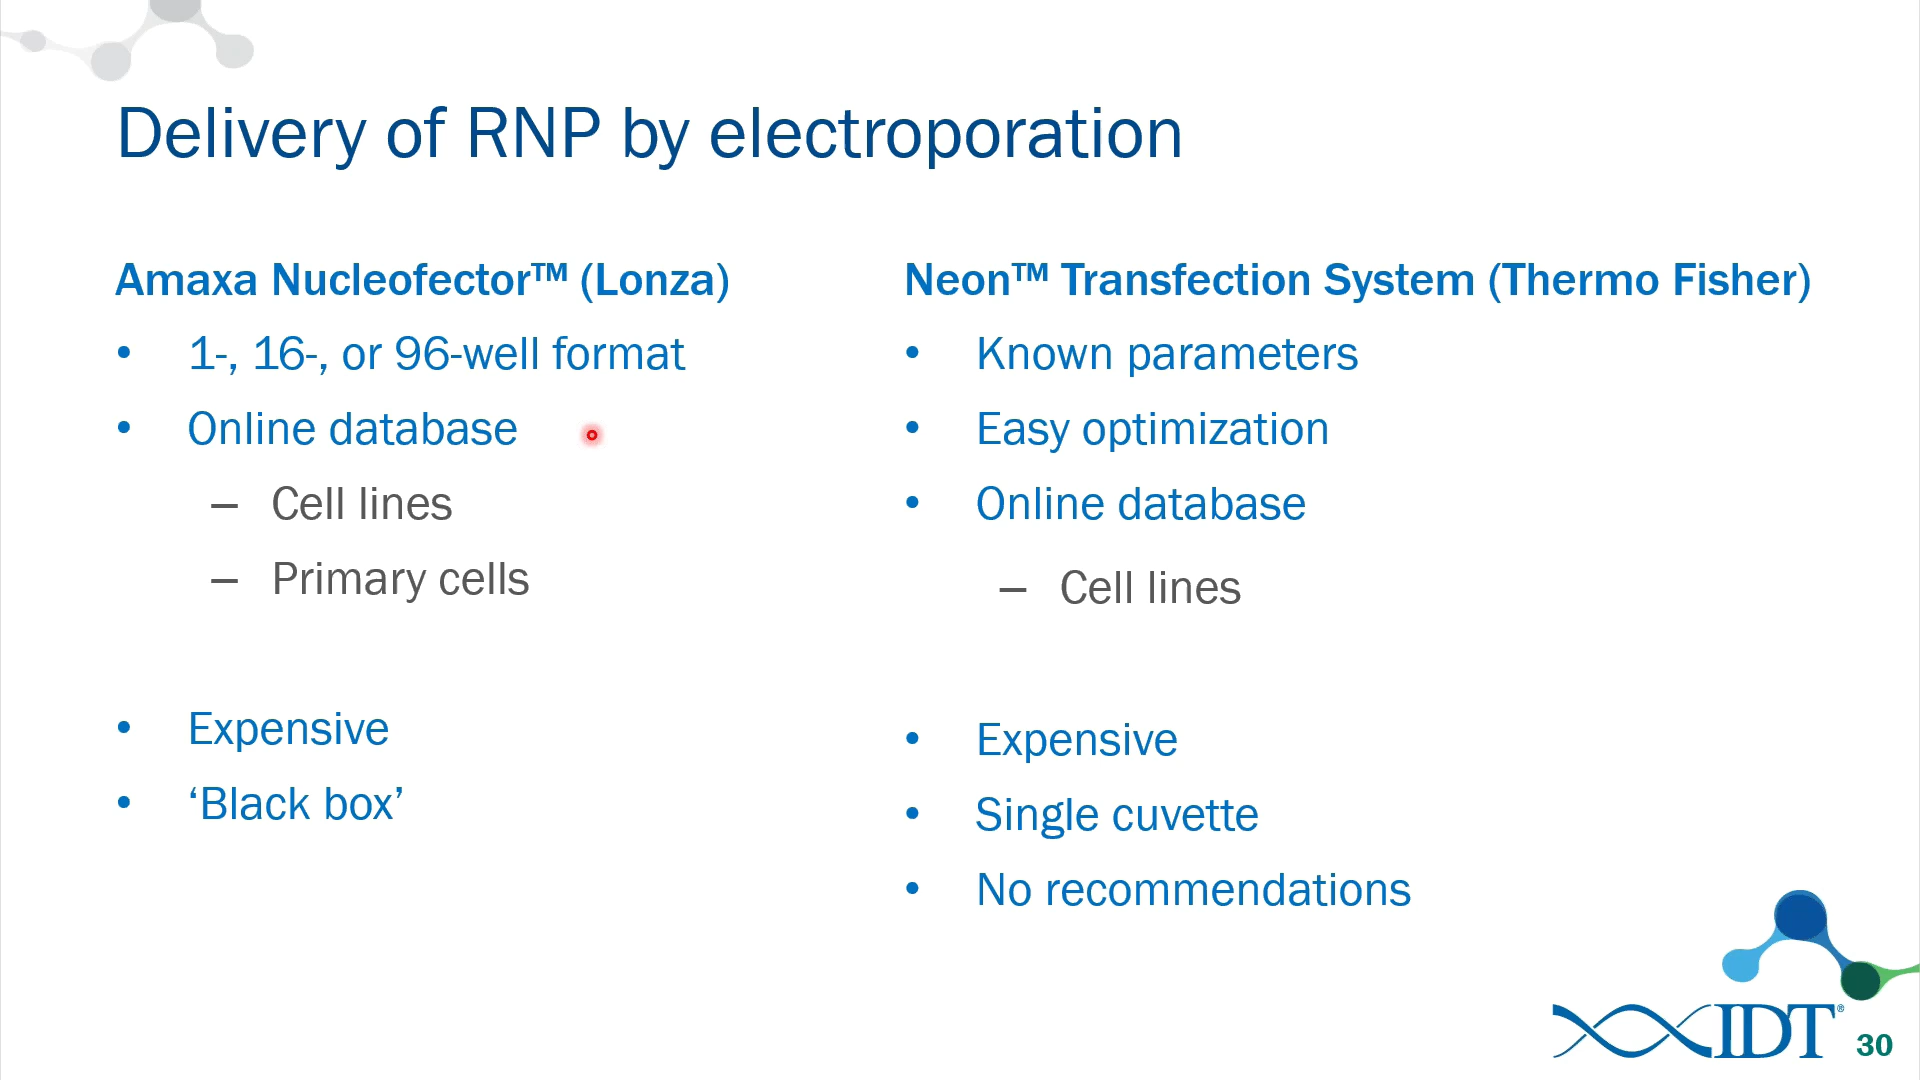 Delivery of RNP by electroporation
Amaxa Nucleofector™ (Lonza)
• 1-, 16-, or 96-well format
• Online database
– Cell lines
– Primary cells
• Expensive
• ‘Black box’
Neon™ Transfection System (Thermo Fisher)
• Known parameters
• Easy optimization
• Online database
– Cell lines
• Expensive
• Single cuvette
• No recommendations
IDT®
30